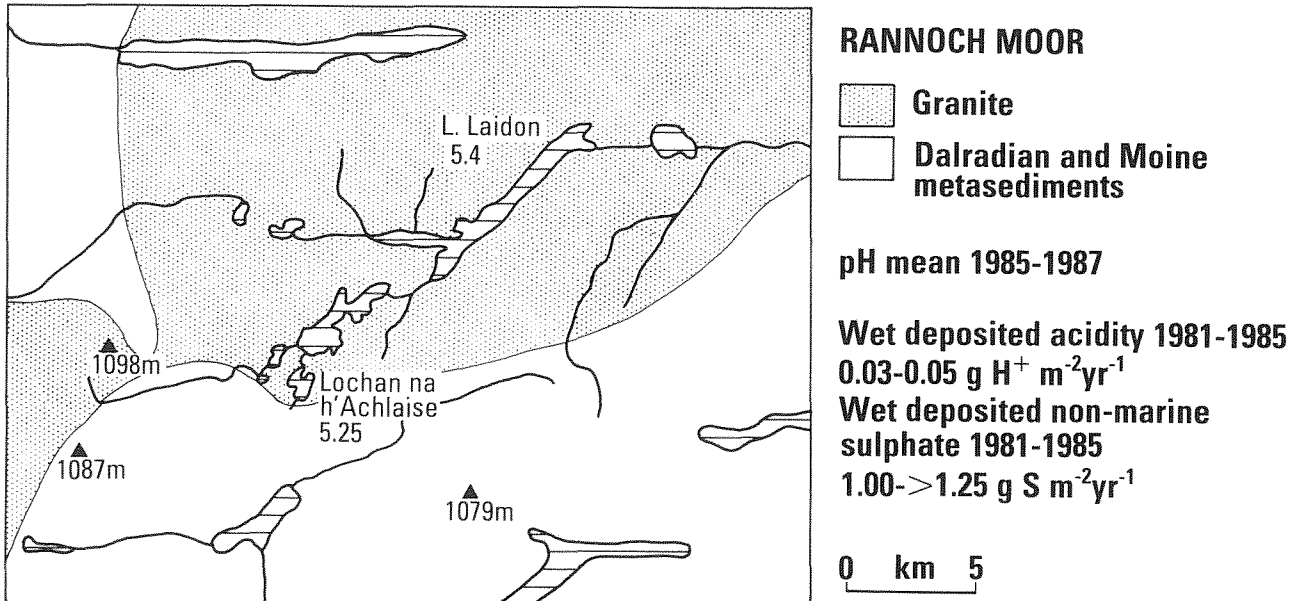 RANNOCH MOOR
Granite
Dalradian and Moine
metasediments
pH mean 1985-1987
Wet deposited acidity 1981-1985
0.03-0.05 g H⁺ m⁻²yr⁻¹
Wet deposited non-marine
sulphate 1981-1985
1.00->1.25 g S m⁻²yr⁻¹
0 km 5
L. Laidon
5.4
1098m
Lochan na
h'Achlaise
5.25
1087m
1079m